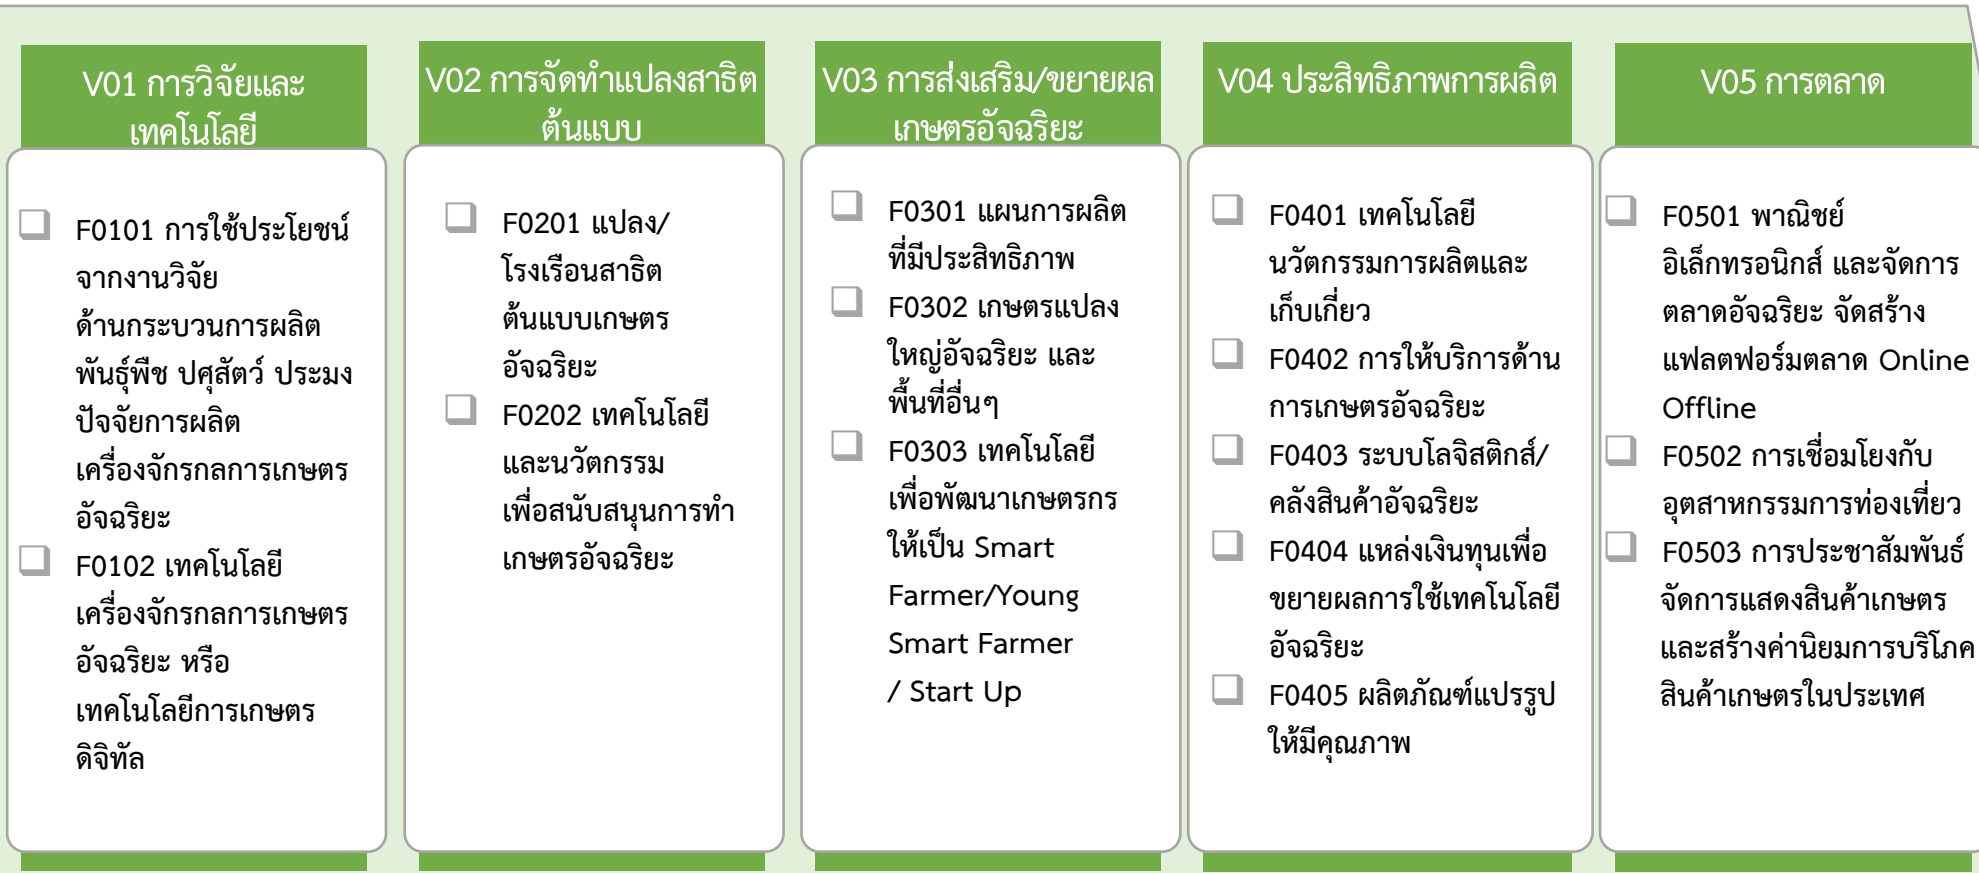 V01 การวิจัยและ
เทคโนโลยี
F0101 การใช้ประโยชน์
จากงานวิจัย
ด้านกระบวนการผลิต
พันธุ์พืช ปศุสัตว์ ประมง
ปัจจัยการผลิต
เครื่องจักรกลการเกษตร
อัจฉริยะ
F0102 เทคโนโลยี
เครื่องจักรกลการเกษตร
อัจฉริยะ หรือ
เทคโนโลยีการเกษตร
ดิจิทัล
V02 การจัดทำแปลงสาธิต
ต้นแบบ
F0201 แปลง/
โรงเรือนสาธิต
ต้นแบบเกษตร
อัจฉริยะ
F0202 เทคโนโลยี
และนวัตกรรม
เพื่อสนับสนุนการทำ
เกษตรอัจฉริยะ
V03 การส่งเสริม/ขยายผล
เกษตรอัจฉริยะ
F0301 แผนการผลิต
ที่มีประสิทธิภาพ
F0302 เกษตรแปลง
ใหญ่อัจฉริยะ และ
พื้นที่อื่นๆ
F0303 เทคโนโลยี
เพื่อพัฒนาเกษตรกร
ให้เป็น Smart
Farmer/Young
Smart Farmer
/ Start Up
V04 ประสิทธิภาพการผลิต
F0401 เทคโนโลยี
นวัตกรรมการผลิตและ
เก็บเกี่ยว
F0402 การให้บริการด้าน
การเกษตรอัจฉริยะ
F0403 ระบบโลจิสติกส์/
คลังสินค้าอัจฉริยะ
F0404 แหล่งเงินทุนเพื่อ
ขยายผลการใช้เทคโนโลยี
อัจฉริยะ
F0405 ผลิตภัณฑ์แปรรูป
ให้มีคุณภาพ
V05 การตลาด
F0501 พาณิชย์
อิเล็กทรอนิกส์ และจัดการ
ตลาดอัจฉริยะ จัดสร้าง
แฟลตฟอร์มตลาด Online
Offline
F0502 การเชื่อมโยงกับ
อุตสาหกรรมการท่องเที่ยว
F0503 การประชาสัมพันธ์
จัดการแสดงสินค้าเกษตร
และสร้างค่านิยมการบริโภค
สินค้าเกษตรในประเทศ